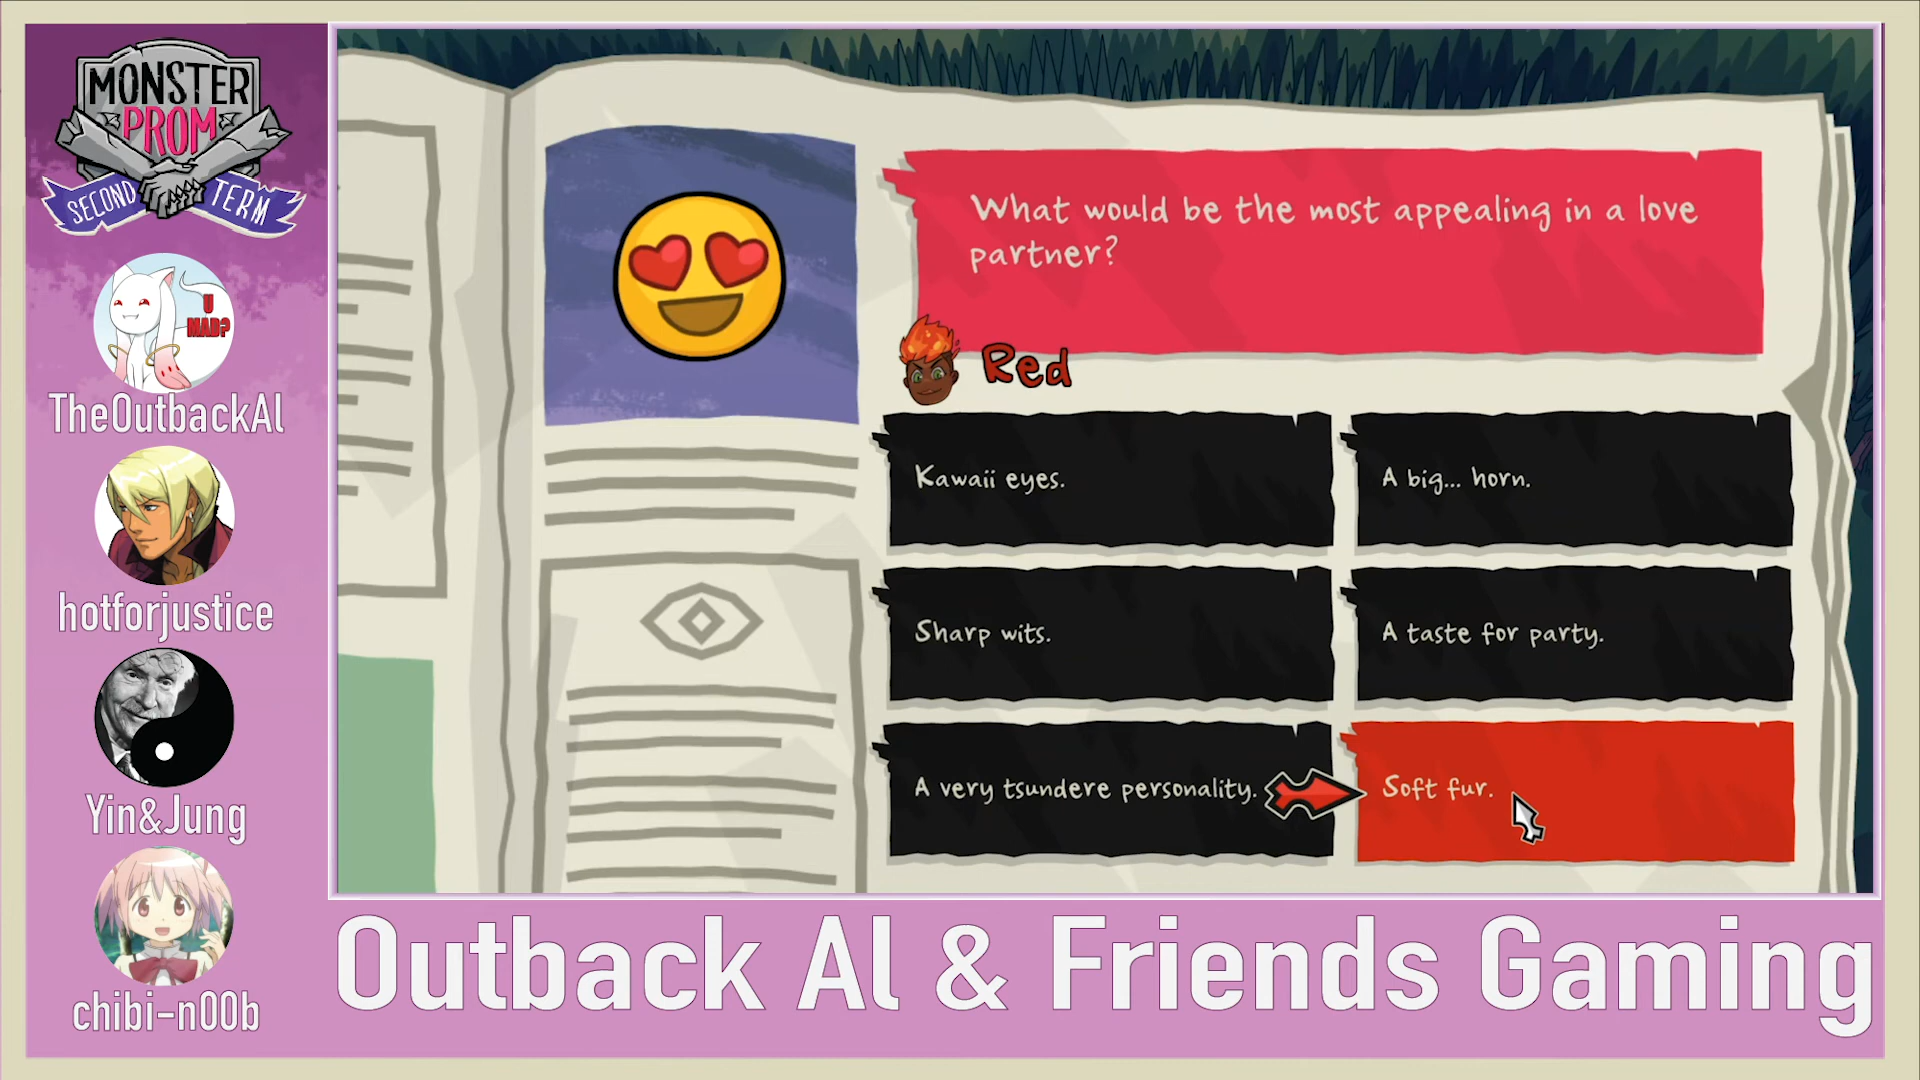 MONSTER
PROM
SECOND TERM
U
MAD?
TheOutbackAl
hotforjustice
Yin&Jung
chibi-n00b
What would be the most appealing in a love
partner?
Red
Kawaii eyes.
A big... horn.
Sharp wits.
A taste for party.
A very tsundere personality.
Soft fur.
Outback Al & Friends Gaming